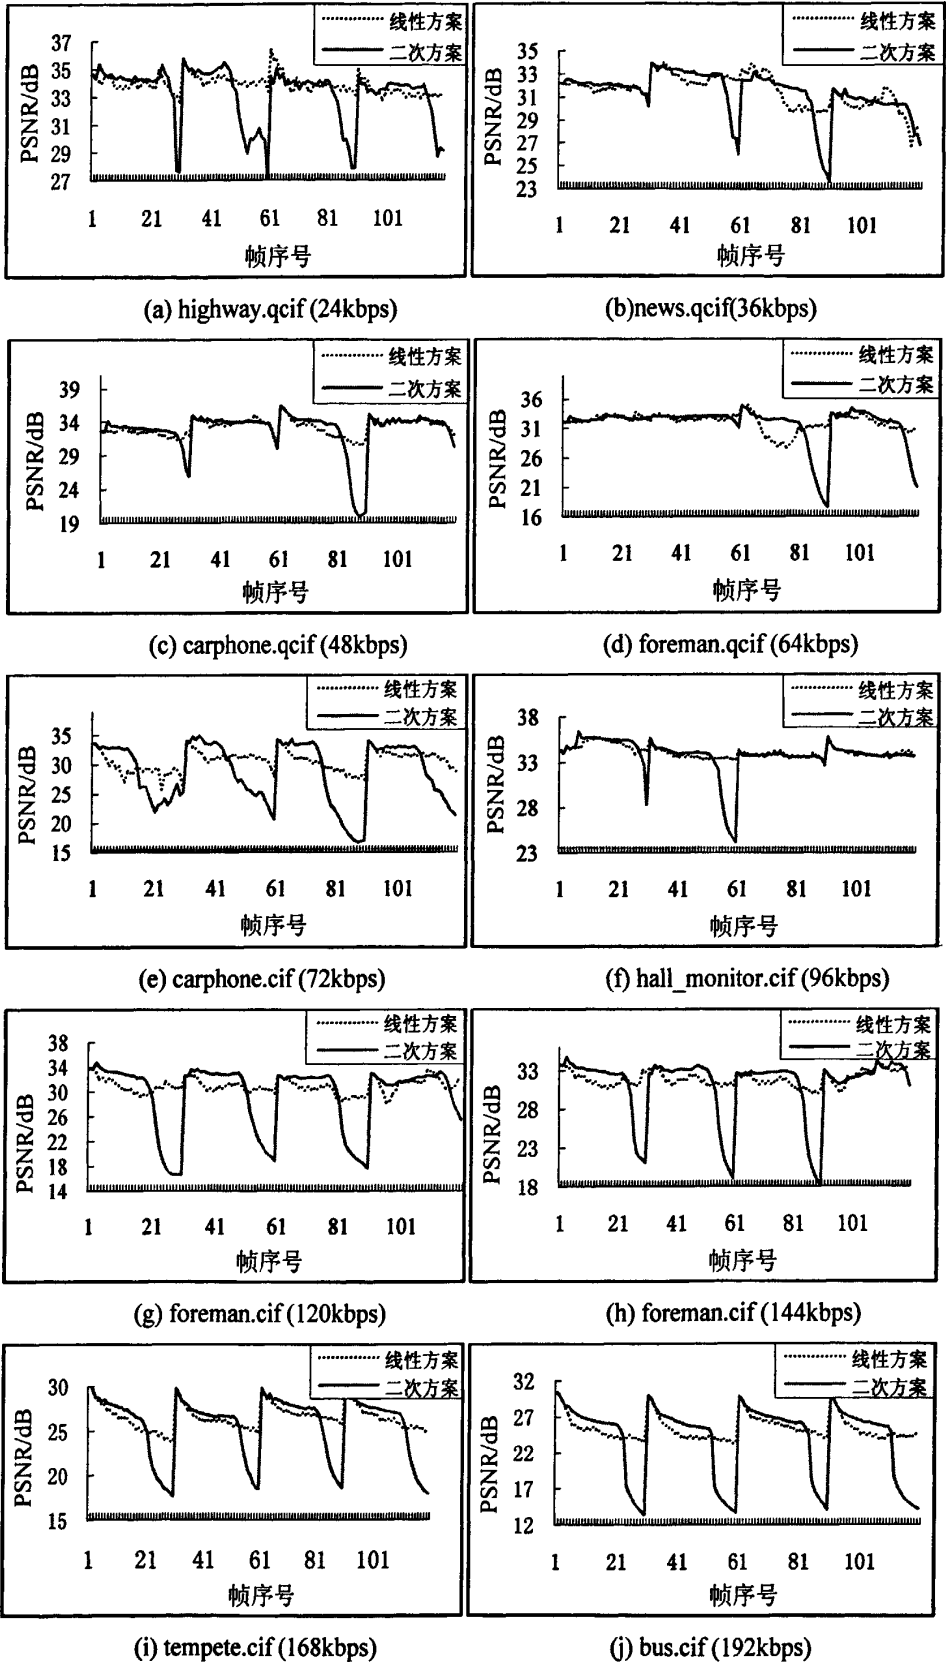 线性方案
二次方案
PSNR/dB
37
35
33
31
29
27
1 21 41 61 81 101
帧序号
(a) highway.qcif (24kbps)
线性方案
二次方案
PSNR/dB
35
33
31
29
27
25
23
1 21 41 61 81 101
帧序号
(b)news.qcif(36kbps)
线性方案
二次方案
PSNR/dB
39
34
29
24
19
1 21 41 61 81 101
帧序号
(c) carphone.qcif (48kbps)
线性方案
二次方案
PSNR/dB
36
31
26
21
16
1 21 41 61 81 101
帧序号
(d) foreman.qcif (64kbps)
线性方案
二次方案
PSNR/dB
35
30
25
20
15
1 21 41 61 81 101
帧序号
(e) carphone.cif (72kbps)
线性方案
二次方案
PSNR/dB
38
33
28
23
1 21 41 61 81 101
帧序号
(f) hall_monitor.cif (96kbps)
线性方案
二次方案
PSNR/dB
38
34
30
26
22
18
14
1 21 41 61 81 101
帧序号
(g) foreman.cif (120kbps)
线性方案
二次方案
PSNR/dB
33
28
23
18
1 21 41 61 81 101
帧序号
(h) foreman.cif (144kbps)
线性方案
二次方案
PSNR/dB
30
25
20
15
1 21 41 61 81 101
帧序号
(i) tempete.cif (168kbps)
线性方案
二次方案
PSNR/dB
32
27
22
17
12
1 21 41 61 81 101
帧序号
(j) bus.cif (192kbps)